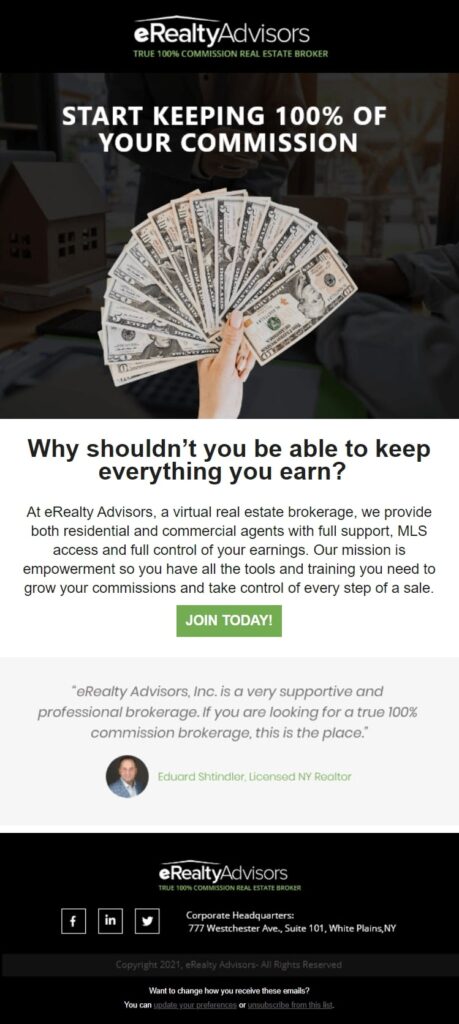 eRealtyAdvisors
TRUE 100% COMMISSION REAL ESTATE BROKER
START KEEPING 100% OF
YOUR COMMISSION
Why shouldn’t you be able to keep
everything you earn?
At eRealty Advisors, a virtual real estate brokerage, we provide
both residential and commercial agents with full support, MLS
access and full control of your earnings. Our mission is
empowerment so you have all the tools and training you need to
grow your commissions and take control of every step of a sale.
JOIN TODAY!
“eRealty Advisors, Inc. is a very supportive and
professional brokerage. If you are looking for a true 100%
commission brokerage, this is the place.”
Eduard Shtindler, Licensed NY Realtor
eRealtyAdvisors
TRUE 100% COMMISSION REAL ESTATE BROKER
Corporate Headquarters:
777 Westchester Ave., Suite 101, White Plains,NY
Copyright 2021, eRealty Advisors- All Rights Reserved
Want to change how you receive these emails?
You can update your preferences or unsubscribe from this list.